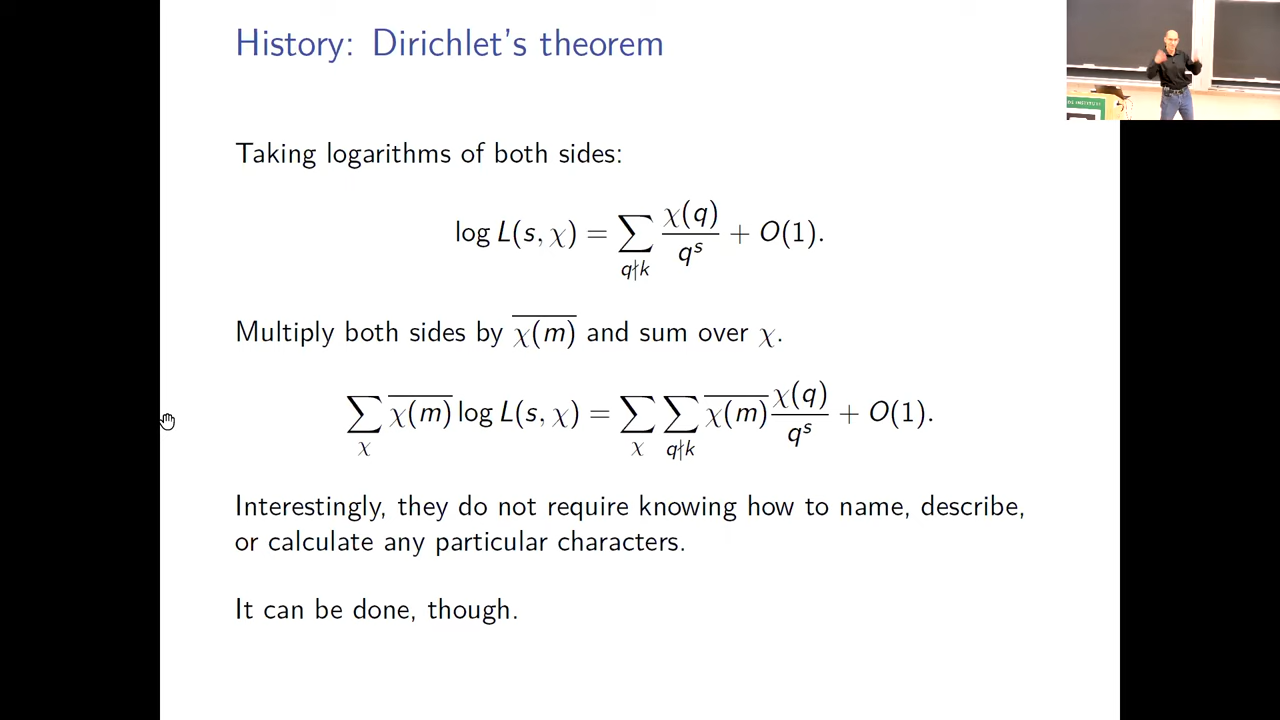 History: Dirichlet's theorem
Taking logarithms of both sides:
log L(s, χ) = ∑_{q∤k} χ(q)/q^s + O(1).
Multiply both sides by \overline{χ(m)} and sum over χ.
∑_χ \overline{χ(m)} log L(s, χ) = ∑_χ ∑_{q∤k} \overline{χ(m)} χ(q)/q^s + O(1).
Interestingly, they do not require knowing how to name, describe,
or calculate any particular characters.
It can be done, though.